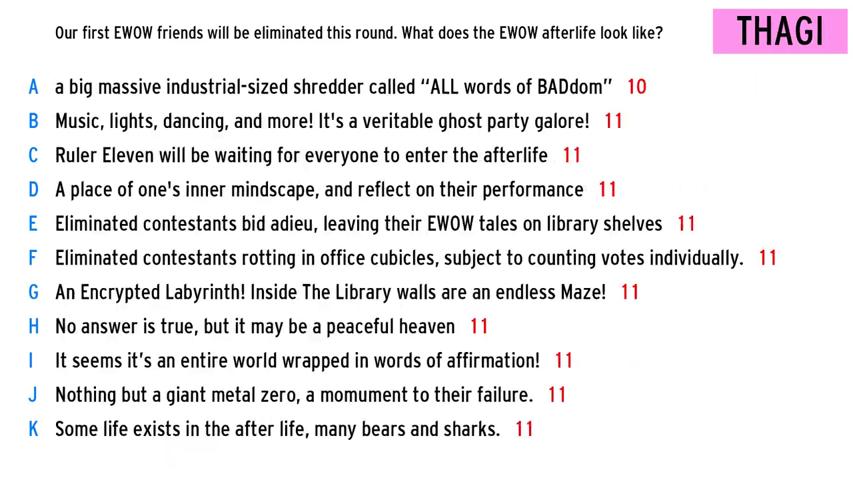 Our first EWOW friends will be eliminated this round. What does the EWOW afterlife look like?
THAGI
A a big massive industrial-sized shredder called “ALL words of BADdom” 10
B Music, lights, dancing, and more! It's a veritable ghost party galore! 11
C Ruler Eleven will be waiting for everyone to enter the afterlife 11
D A place of one's inner mindscape, and reflect on their performance 11
E Eliminated contestants bid adieu, leaving their EWOW tales on library shelves 11
F Eliminated contestants rotting in office cubicles, subject to counting votes individually. 11
G An Encrypted Labyrinth! Inside The Library walls are an endless Maze! 11
H No answer is true, but it may be a peaceful heaven 11
I It seems it’s an entire world wrapped in words of affirmation! 11
J Nothing but a giant metal zero, a momument to their failure. 11
K Some life exists in the after life, many bears and sharks. 11